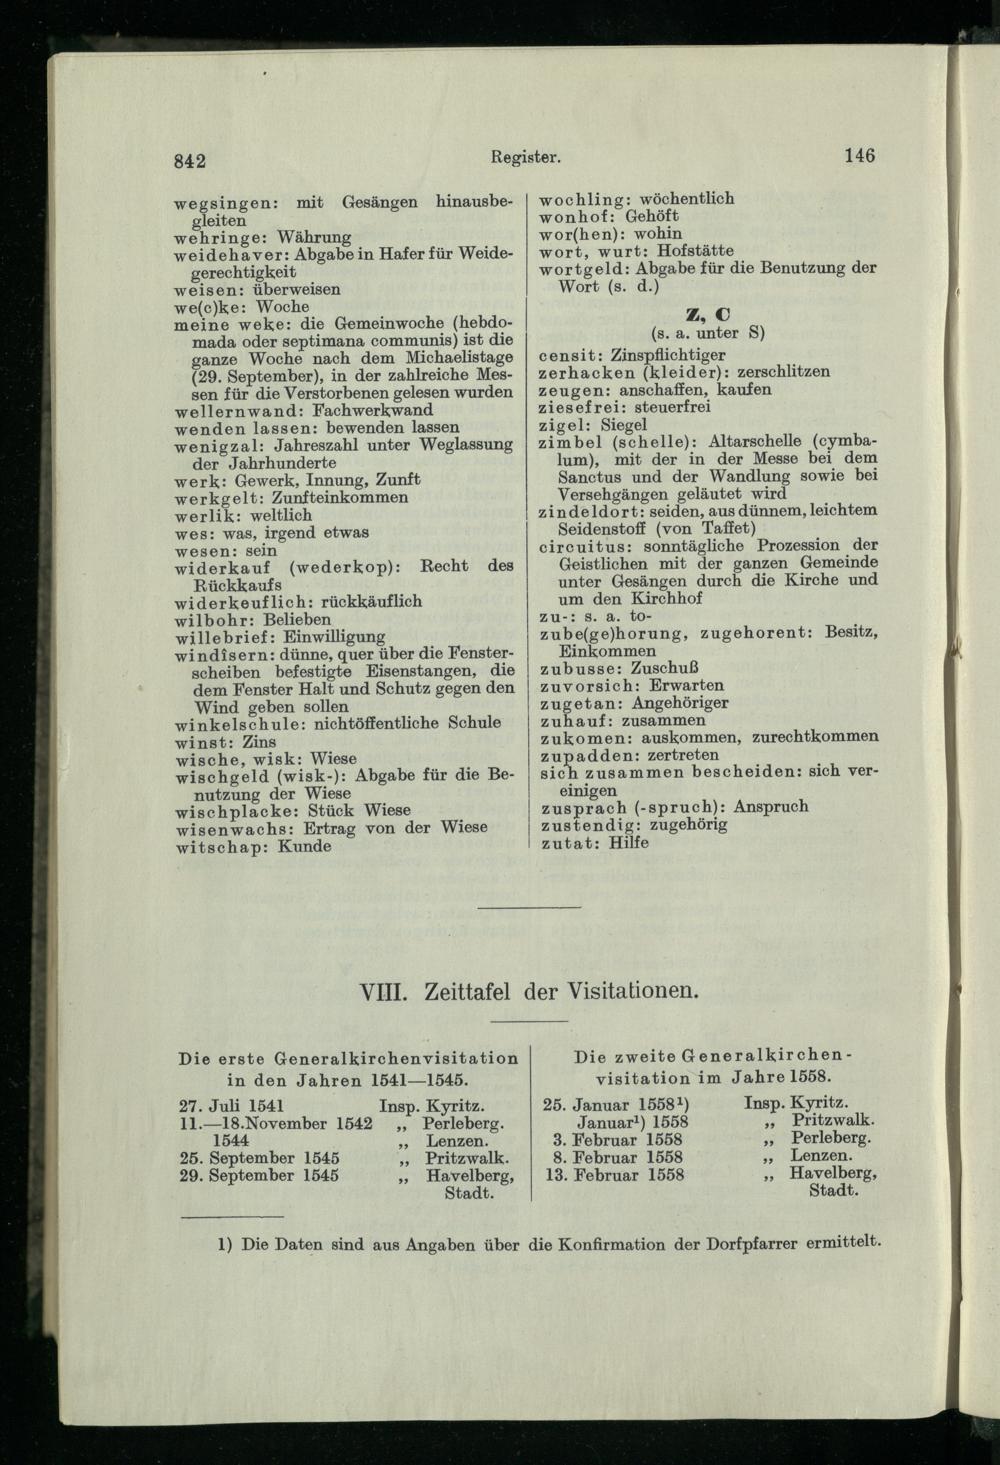 842
Register.
146
wegsingen: mit Gesängen hinausbe-
gleiten
wehringe: Währung
weidehaver: Abgabe in Hafer für Weide-
gerechtigkeit
weisen: überweisen
we(c)ke: Woche
meine weke: die Gemeinwoche (hebdo-
mada oder septimana communis) ist die
ganze Woche nach dem Michaelistage
(29. September), in der zahlreiche Mes-
sen für die Verstorbenen gelesen wurden
wellernwand: Fachwerkwand
wenden lassen: bewenden lassen
wenigzal: Jahreszahl unter Weglassung
der Jahrhunderte
werk: Gewerk, Innung, Zunft
werkgelt: Zunfteinkommen
werlik: weltlich
wes: was, irgend etwas
wesen: sein
widerkauf (wederkop): Recht des
Rückkaufs
widerkeuflich: rückkäuflich
wilbohr: Belieben
willebrief: Einwilligung
windîsern: dünne, quer über die Fenster-
scheiben befestigte Eisenstangen, die
dem Fenster Halt und Schutz gegen den
Wind geben sollen
winkelschule: nichtöffentliche Schule
winst: Zins
wische, wisk: Wiese
wischgeld (wisk-): Abgabe für die Be-
nutzung der Wiese
wischplacke: Stück Wiese
wisenwachs: Ertrag von der Wiese
witschap: Kunde
wochling: wöchentlich
wonhof: Gehöft
wor(hen): wohin
wort, wurt: Hofstätte
wortgeld: Abgabe für die Benutzung der
Wort (s. d.)
Z, C
(s. a. unter S)
censit: Zinspflichtiger
zerhacken (kleider): zerschlitzen
zeugen: anschaffen, kaufen
ziesefrei: steuerfrei
zigel: Siegel
zimbel (schelle): Altarschelle (cymba-
lum), mit der in der Messe bei dem
Sanctus und der Wandlung sowie bei
Versehgängen geläutet wird
zindeldort: seiden, aus dünnem, leichtem
Seidenstoff (von Taffet)
circuitus: sonntägliche Prozession der
Geistlichen mit der ganzen Gemeinde
unter Gesängen durch die Kirche und
um den Kirchhof
zu-: s. a. to-
zube(ge)horung, zugehorent: Besitz,
Einkommen
zubusse: Zuschuß
zuvorsich: Erwarten
zugetan: Angehöriger
zuhauf: zusammen
zukomen: auskommen, zurechtkommen
zupadden: zertreten
sich zusammen bescheiden: sich ver-
einigen
zusprach (-spruch): Anspruch
zustendig: zugehörig
zutat: Hilfe
VIII. Zeittafel der Visitationen.
Die erste Generalkirchenvisitation
in den Jahren 1541—1545.
27. Juli 1541 Insp. Kyritz.
11.—18.November 1542 „ Perleberg.
1544 „ Lenzen.
25. September 1545 „ Pritzwalk.
29. September 1545 „ Havelberg,
Stadt.
Die zweite Generalkirchen-
visitation im Jahre 1558.
25. Januar 1558¹) Insp. Kyritz.
Januar¹) 1558 „ Pritzwalk.
3. Februar 1558 „ Perleberg.
8. Februar 1558 „ Lenzen.
13. Februar 1558 „ Havelberg,
Stadt.
1) Die Daten sind aus Angaben über die Konfirmation der Dorfpfarrer ermittelt.